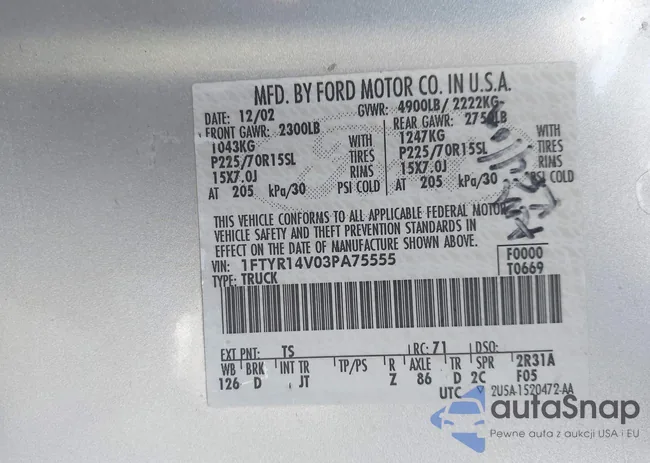 MFD. BY FORD MOTOR CO. IN U.S.A.
DATE: 12/02 GVWR: 4900LB/ 2222KG
FRONT GAWR: 2300LB REAR GAWR: 2750LB
1043KG WITH 1247KG WITH
P225/70R15SL TIRES P225/70R15SL TIRES
15X7.0J RIMS 15X7.0J RIMS
AT 205 kPa/30 PSI COLD AT 205 kPa/30 PSI COLD
THIS VEHICLE CONFORMS TO ALL APPLICABLE FEDERAL MOTOR
VEHICLE SAFETY AND THEFT PREVENTION STANDARDS IN
EFFECT ON THE DATE OF MANUFACTURE SHOWN ABOVE.
VIN: 1FTYR14V03PA75555 F0000
TYPE: TRUCK T0669
EXT PNT: TS RC: 71 DSO:
WB BRK INT TR TP/PS R AXLE TR SPR 2R31A
126 D JT Z 86 D 2C F05
UTC 2U5A-1520472-AA
autaSnap
Pewne auta z aukcji USA i EU